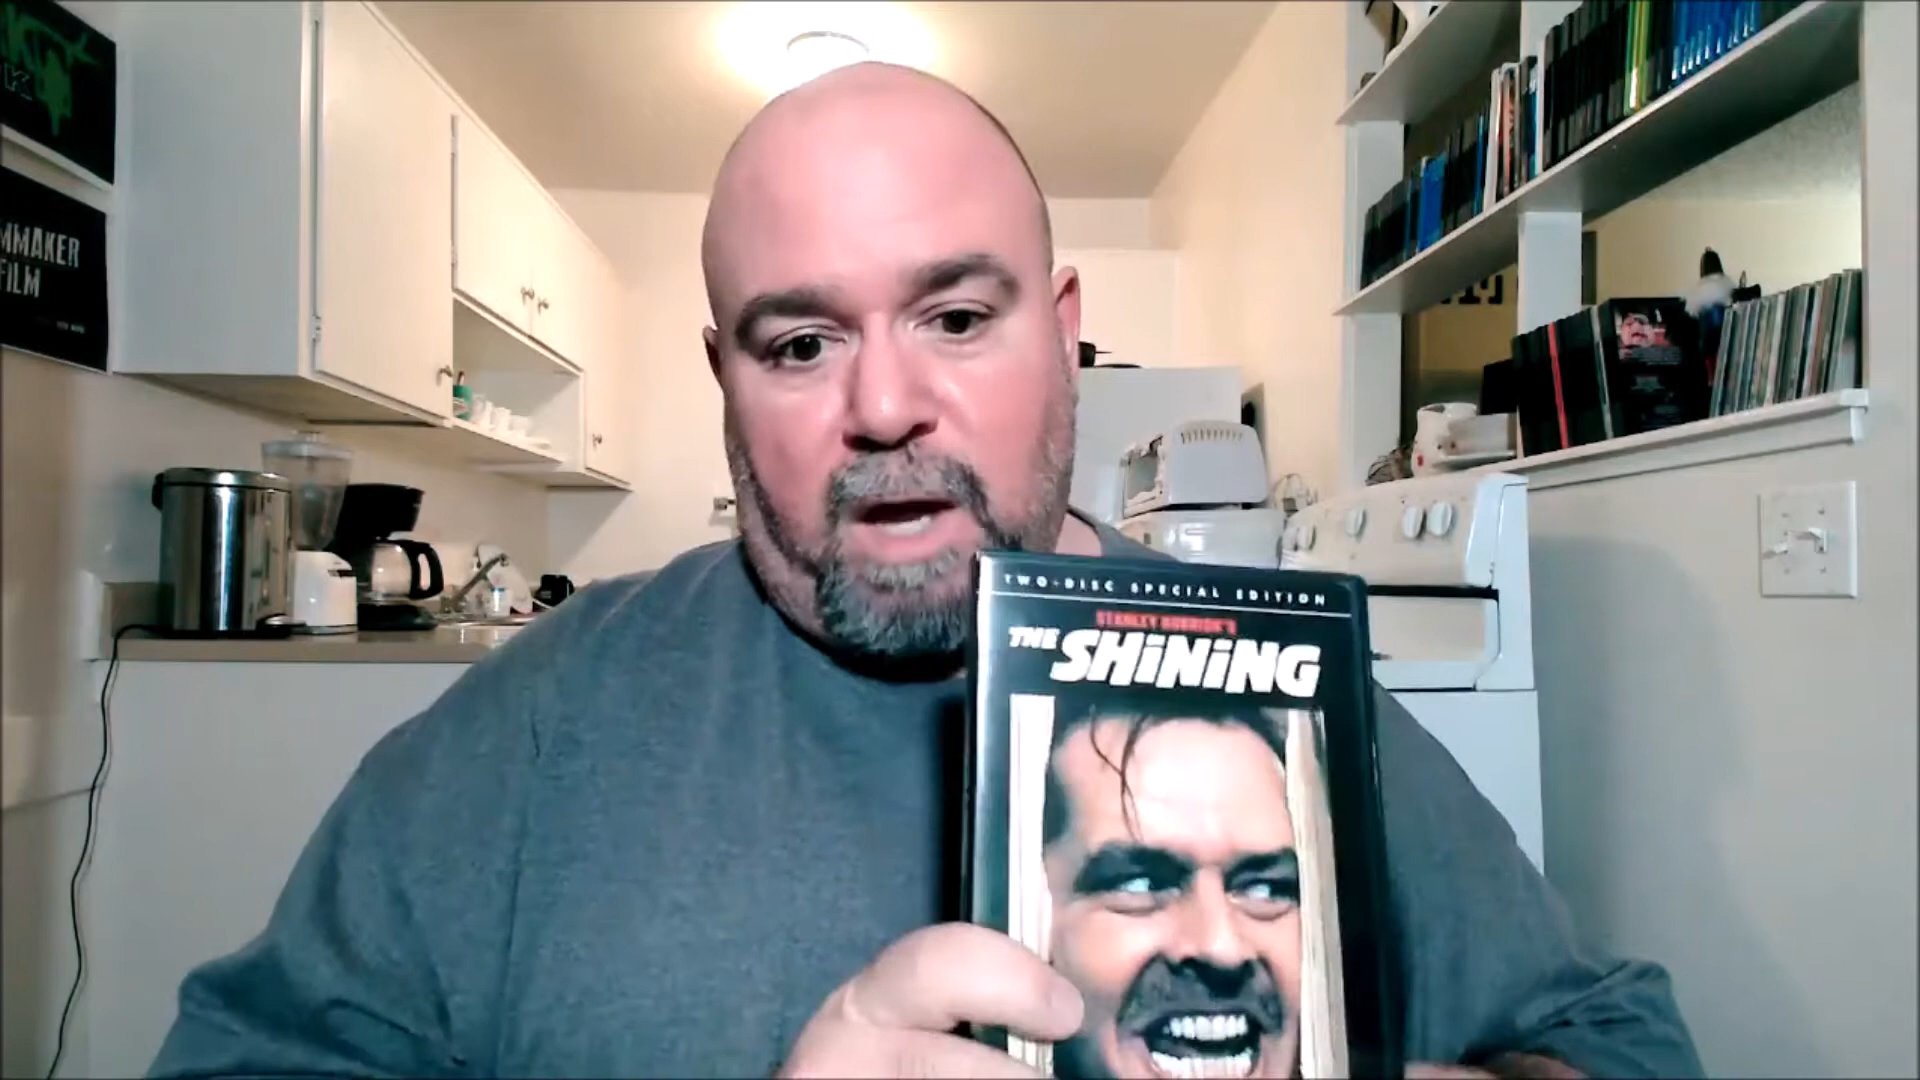 K
MMAKER
FILM
TWO-DISC SPECIAL EDITION
STANLEY KUBRICK'S
THE SHiNiNG